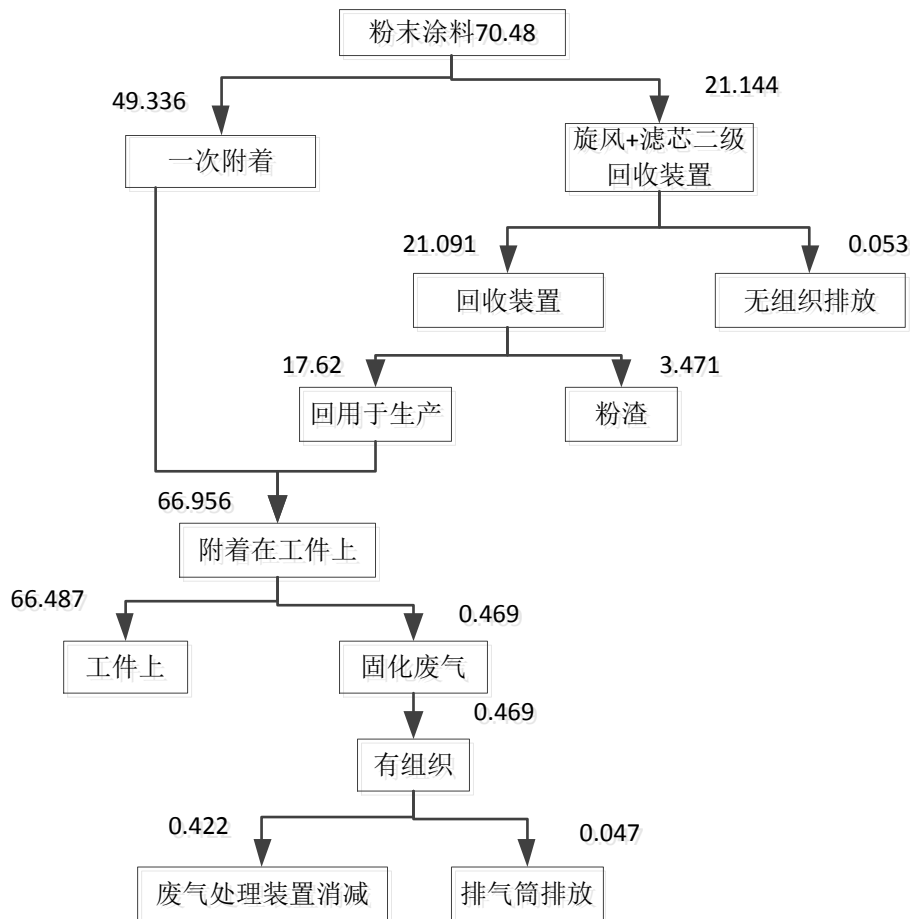 粉末涂料70.48
49.336
21.144
一次附着
旋风+滤芯二级
回收装置
21.091
0.053
回收装置
无组织排放
17.62
3.471
回用于生产
粉渣
66.956
附着在工件上
66.487
0.469
工件上
固化废气
0.469
有组织
0.422
0.047
废气处理装置消减
排气筒排放